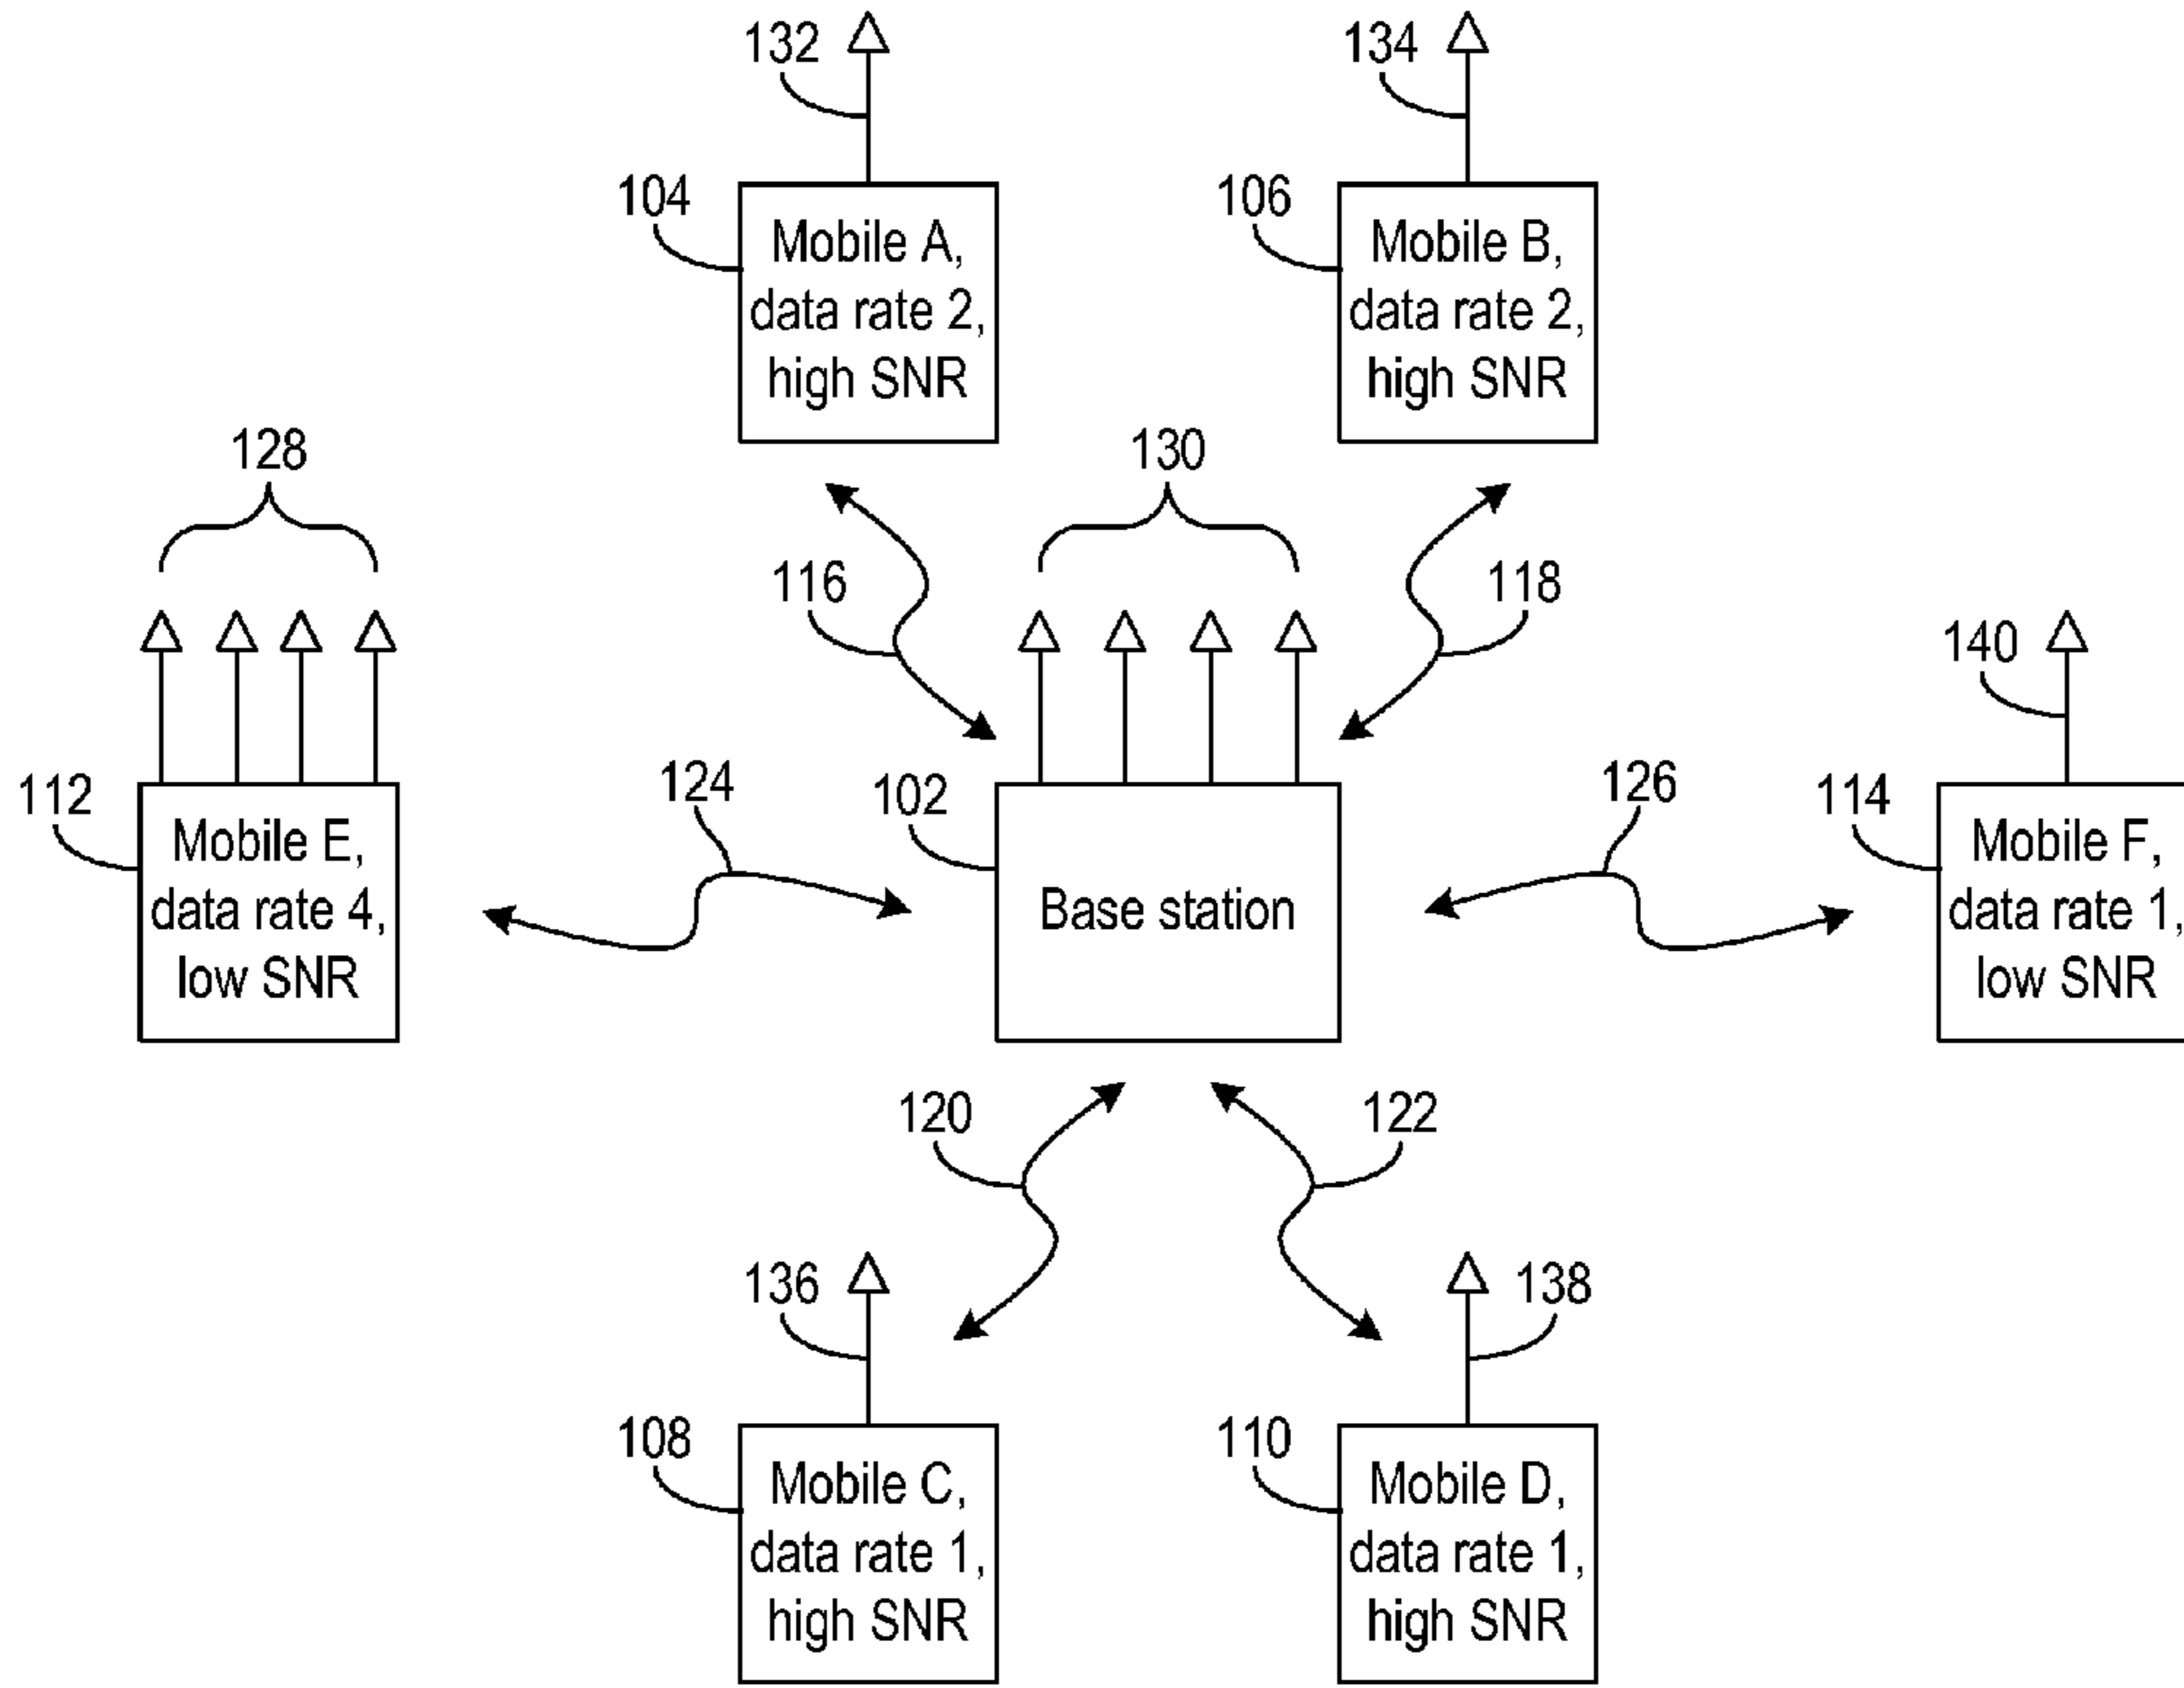 132
134
104
Mobile A,
data rate 2,
high SNR
106
Mobile B,
data rate 2,
high SNR
128
130
116
118
140
112
Mobile E,
data rate 4,
low SNR
124
102
Base station
126
114
Mobile F,
data rate 1,
low SNR
120
122
136
138
108
Mobile C,
data rate 1,
high SNR
110
Mobile D,
data rate 1,
high SNR